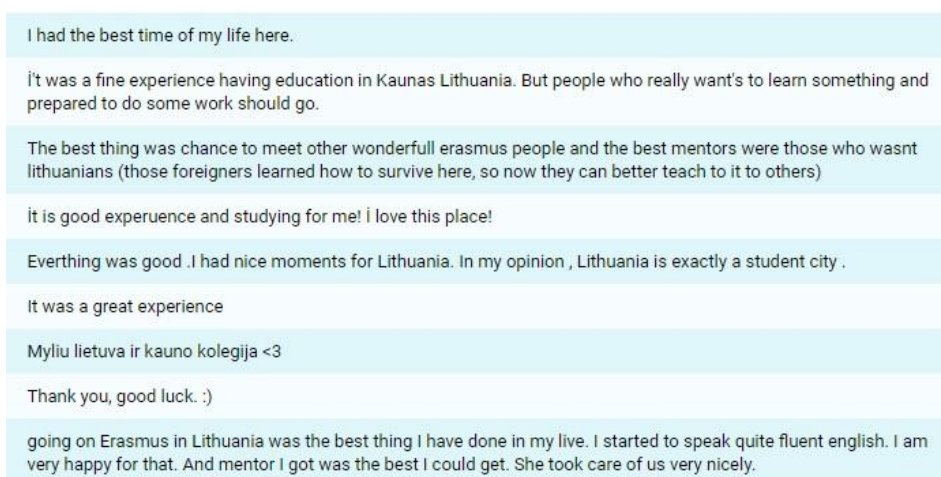 I had the best time of my life here.
İ't was a fine experience having education in Kaunas Lithuania. But people who really want's to learn something and
prepared to do some work should go.
The best thing was chance to meet other wonderfull erasmus people and the best mentors were those who wasnt
lithuanians (those foreigners learned how to survive here, so now they can better teach to it to others)
İt is good experuence and studying for me! İ love this place!
Everthing was good .I had nice moments for Lithuania. In my opinion , Lithuania is exactly a student city .
It was a great experience
Myliu lietuva ir kauno kolegija <3
Thank you, good luck. :)
going on Erasmus in Lithuania was the best thing I have done in my live. I started to speak quite fluent english. I am
very happy for that. And mentor I got was the best I could get. She took care of us very nicely.